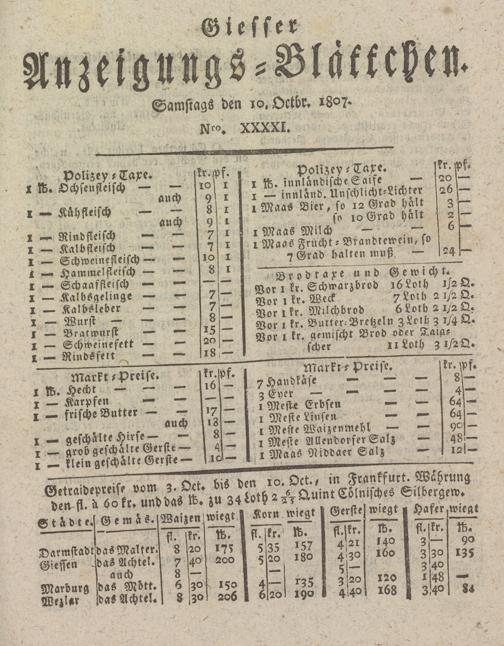 Giesser
Anzeigungs-Blättchen.
Samstags den 10. Octbr. 1807.
Nro. XXXXI.
Polizey-Taxe. kr. pf.
1 ℔. Ochsenfleisch — — 10 1
auch 9 1
1 — Kühfleisch — — 8 1
auch 9 1
1 — Rindfleisch — — 7 1
1 — Kalbfleisch — — 7 1
1 — Schweinefleisch — 10 1
1 — Hammelfleisch — 8 1
1 — Schaaffleisch — — —
1 — Kalbsgelinge — — 7 —
1 — Kalbsleber — — 7 —
1 — Wurst — — 8 —
1 — Bratwurst — — 15 —
1 — Schweinefett — — 20 —
1 — Rindsfett — — 18 —
Polizey-Taxe. kr. pf.
1 ℔. innländische Saife — 20 —
1 — innländ. Unschlicht-Lichter 26 —
1 Maas Bier, so 12 Grad hält 3 —
so 10 Grad hält 2 —
1 Maas Milch — — 6 —
1 Maas Frucht-Brandtewein, so
7 Grad halten muß — 24 —
Brodtaxe und Gewicht.
Vor 1 kr. Schwarzbrod 16 Loth 1/2 Q.
Vor 1 kr. Weck 7 Loth 2 1/2 Q.
Vor 1 kr. Milchbrod 6 Loth 2 1/2 Q.
Vor 1 kr. Butter-Bretzeln 3 Loth 3 1/4 Q.
Vor 1 kr. gemischt Brod oder Taig-
scher 11 Loth 3 1/2 Q.
Markt-Preise. kr. pf.
1 ℔. Hecht — — 16 —
1 — Karpfen — —
1 — frische Butter — — 17 —
auch 18 —
1 — geschälte Hirse — — 8 —
1 — grob geschälte Gerste — 4 —
1 — klein geschälte Gerste — 10 —
Markt-Preise. kr. pf.
7 Handkäse — — — 8 —
3 Eyer — — — 4 —
1 Meste Erbsen — — 64 —
1 Meste Linsen — — 64 —
1 Meste Waizenmehl — — 90 —
1 Meste Allendorfer Salz — 48 —
1 Maas Niddaer Salz — 12 —
Getraidepreise vom 3. Oct. bis den 10. Oct., in Frankfurt. Währung
den fl. à 60 kr. und das ℔. zu 34 Loth Quint Cölnisches Silbergew.
Städte. Gemäs. Waizen wiegt Korn wiegt Gerste wiegt Hafer wiegt
fl. kr. ℔. fl. kr. ℔. fl. kr. ℔. fl. kr. ℔.
Darmstadt das Malter. 8 20 175 5 35 157 4 21 140 3 — 90
Giessen das Achtel. 7 40 200 5 20 180 4 30 160 3 30 135
auch 8 — 5 — 5 — 3 40
Marburg das Mött. 6 30 150 4 — 135 3 20 120 1 48 —
Wezlar das Achtel. 8 30 206 6 20 190 4 40 168 3 40 84